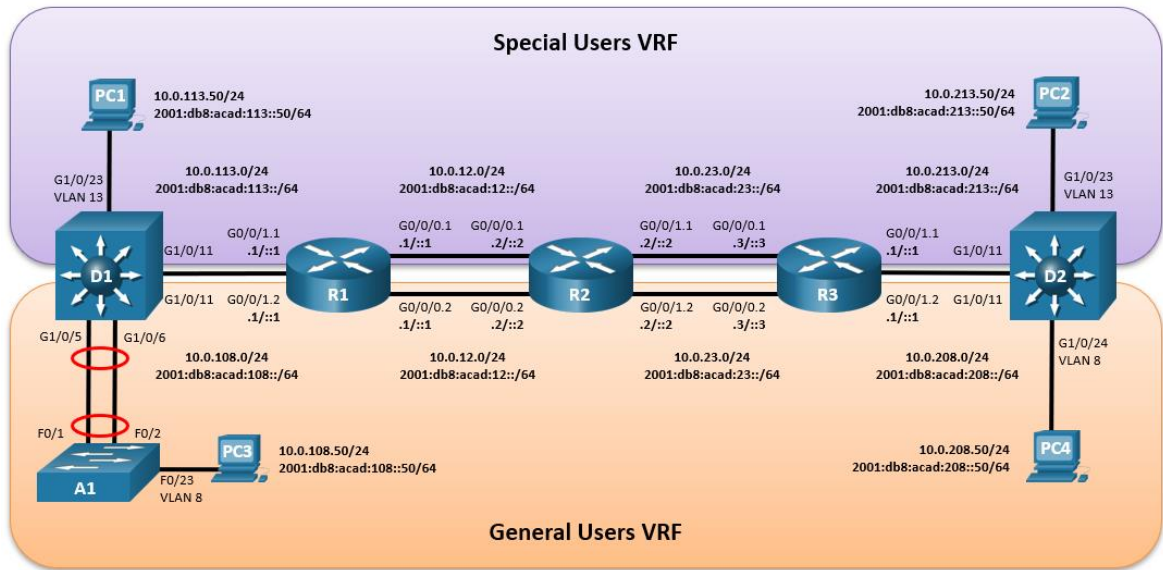 Special Users VRF
PC1
10.0.113.50/24
2001:db8:acad:113::50/64
PC2
10.0.213.50/24
2001:db8:acad:213::50/64
G1/0/23
VLAN 13
10.0.113.0/24
2001:db8:acad:113::/64
10.0.12.0/24
2001:db8:acad:12::/64
10.0.23.0/24
2001:db8:acad:23::/64
10.0.213.0/24
2001:db8:acad:213::/64
G1/0/23
VLAN 13
D1
G1/0/11
G0/0/1.1
.1/::1
R1
G0/0/0.1
.1/::1
G0/0/0.1
.2/::2
R2
G0/0/1.1
.2/::2
G0/0/0.1
.3/::3
R3
G0/0/1.1
.1/::1
G1/0/11
D2
G1/0/11
G0/0/1.2
.1/::1
G0/0/0.2
.1/::1
G0/0/0.2
.2/::2
G0/0/1.2
.2/::2
G0/0/0.2
.3/::3
G0/0/1.2
.1/::1
G1/0/11
G1/0/5
G1/0/6
10.0.108.0/24
2001:db8:acad:108::/64
10.0.12.0/24
2001:db8:acad:12::/64
10.0.23.0/24
2001:db8:acad:23::/64
10.0.208.0/24
2001:db8:acad:208::/64
G1/0/24
VLAN 8
F0/1
F0/2
A1
F0/23
VLAN 8
PC3
10.0.108.50/24
2001:db8:acad:108::50/64
10.0.208.50/24
2001:db8:acad:208::50/64
PC4
General Users VRF